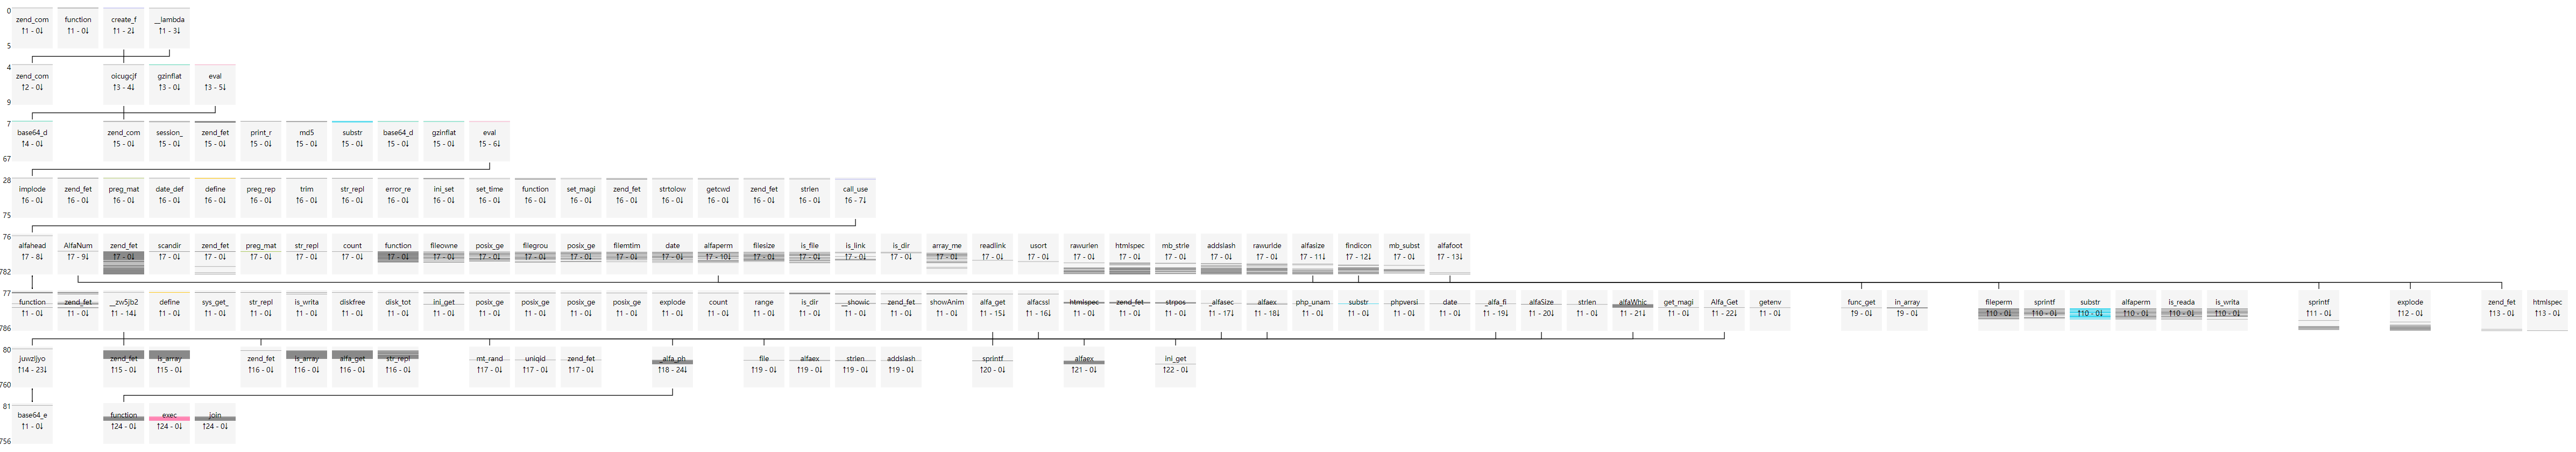 0
zend_com function create_f __lambda
↑1 - 0↓ ↑1 - 0↓ ↑1 - 2↓ ↑1 - 3↓
5
4
zend_com oicugcjf gzinflat eval
↑2 - 0↓ ↑3 - 4↓ ↑3 - 0↓ ↑3 - 5↓
9
7
base64_d zend_com session_ zend_fet print_r md5 substr base64_d gzinflat eval
↑4 - 0↓ ↑5 - 0↓ ↑5 - 0↓ ↑5 - 0↓ ↑5 - 0↓ ↑5 - 0↓ ↑5 - 0↓ ↑5 - 0↓ ↑5 - 0↓ ↑5 - 6↓
67
28
implode zend_fet preg_mat date_def define preg_rep trim str_repl error_re ini_set set_time function set_magi zend_fet strtolow getcwd zend_fet strlen call_use
↑6 - 0↓ ↑6 - 0↓ ↑6 - 0↓ ↑6 - 0↓ ↑6 - 0↓ ↑6 - 0↓ ↑6 - 0↓ ↑6 - 0↓ ↑6 - 0↓ ↑6 - 0↓ ↑6 - 0↓ ↑6 - 0↓ ↑6 - 0↓ ↑6 - 0↓ ↑6 - 0↓ ↑6 - 0↓ ↑6 - 0↓ ↑6 - 0↓ ↑6 - 7↓
75
76
alfahead AlfaNum zend_fet scandir zend_fet preg_mat str_repl count function fileowne posix_ge filegrou posix_ge filemtim date alfaperm filesize is_file is_link is_dir array_me readlink usort rawurlen htmlspec mb_strle addslash rawurlde alfasize findicon mb_subst alfafoot
↑7 - 8↓ ↑7 - 9↓ ↑7 - 0↓ ↑7 - 0↓ ↑7 - 0↓ ↑7 - 0↓ ↑7 - 0↓ ↑7 - 0↓ ↑7 - 0↓ ↑7 - 0↓ ↑7 - 0↓ ↑7 - 0↓ ↑7 - 0↓ ↑7 - 0↓ ↑7 - 0↓ ↑7 - 10↓ ↑7 - 0↓ ↑7 - 0↓ ↑7 - 0↓ ↑7 - 0↓ ↑7 - 0↓ ↑7 - 0↓ ↑7 - 0↓ ↑7 - 0↓ ↑7 - 0↓ ↑7 - 0↓ ↑7 - 0↓ ↑7 - 0↓ ↑7 - 11↓ ↑7 - 12↓ ↑7 - 0↓ ↑7 - 13↓
782
77
function zend_fet __zw5jb2 define sys_get_ str_repl is_writa diskfree disk_tot ini_get posix_ge posix_ge posix_ge posix_ge explode count range is_dir __showic zend_fet showAnim alfa_get alfacssl htmlspec zend_fet strpos _alfasec alfaex php_unam substr phpversi date _alfa_fi alfaSize strlen alfaWhic get_magi Alfa_Get getenv func_get in_array fileperm sprintf substr alfaperm is_reada is_writa sprintf explode zend_fet htmlspec
↑1 - 0↓ ↑1 - 0↓ ↑1 - 14↓ ↑1 - 0↓ ↑1 - 0↓ ↑1 - 0↓ ↑1 - 0↓ ↑1 - 0↓ ↑1 - 0↓ ↑1 - 0↓ ↑1 - 0↓ ↑1 - 0↓ ↑1 - 0↓ ↑1 - 0↓ ↑1 - 0↓ ↑1 - 0↓ ↑1 - 0↓ ↑1 - 0↓ ↑1 - 0↓ ↑1 - 0↓ ↑1 - 0↓ ↑1 - 15↓ ↑1 - 16↓ ↑1 - 0↓ ↑1 - 0↓ ↑1 - 0↓ ↑1 - 17↓ ↑1 - 18↓ ↑1 - 0↓ ↑1 - 0↓ ↑1 - 0↓ ↑1 - 0↓ ↑1 - 19↓ ↑1 - 20↓ ↑1 - 0↓ ↑1 - 21↓ ↑1 - 0↓ ↑1 - 22↓ ↑1 - 0↓ ↑9 - 0↓ ↑9 - 0↓ ↑10 - 0↓ ↑10 - 0↓ ↑10 - 0↓ ↑10 - 0↓ ↑10 - 0↓ ↑10 - 0↓ ↑11 - 0↓ ↑12 - 0↓ ↑13 - 0↓ ↑13 - 0↓
786
80
juwzljyo zend_fet is_array zend_fet is_array alfa_get str_repl mt_rand uniqid zend_fet _alfa_ph file alfaex strlen addslash sprintf alfaex ini_get
↑14 - 23↓ ↑15 - 0↓ ↑15 - 0↓ ↑16 - 0↓ ↑16 - 0↓ ↑16 - 0↓ ↑16 - 0↓ ↑17 - 0↓ ↑17 - 0↓ ↑17 - 0↓ ↑18 - 24↓ ↑19 - 0↓ ↑19 - 0↓ ↑19 - 0↓ ↑19 - 0↓ ↑20 - 0↓ ↑21 - 0↓ ↑22 - 0↓
760
81
base64_e function exec join
↑1 - 0↓ ↑24 - 0↓ ↑24 - 0↓ ↑24 - 0↓
756